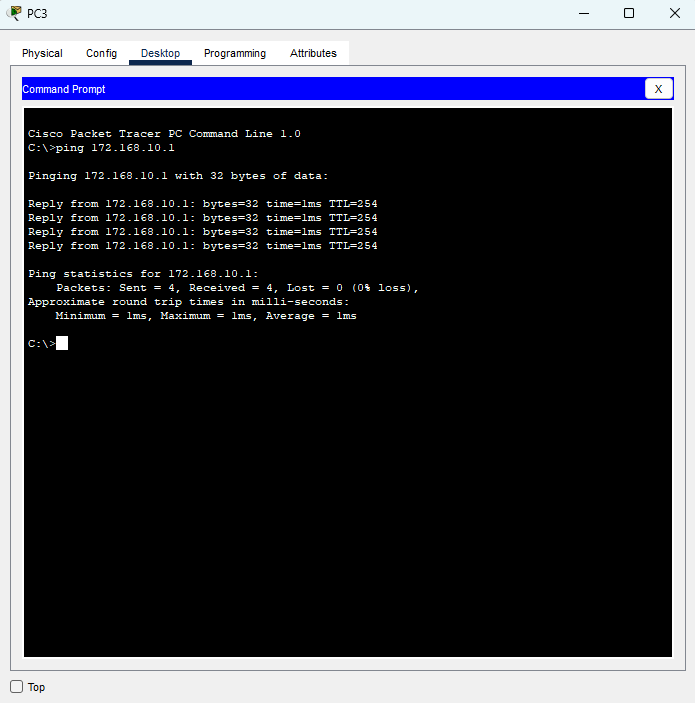 PC3
Physical Config Desktop Programming Attributes
Command Prompt X
Cisco Packet Tracer PC Command Line 1.0
C:\>ping 172.168.10.1
Pinging 172.168.10.1 with 32 bytes of data:
Reply from 172.168.10.1: bytes=32 time=1ms TTL=254
Reply from 172.168.10.1: bytes=32 time=1ms TTL=254
Reply from 172.168.10.1: bytes=32 time=1ms TTL=254
Reply from 172.168.10.1: bytes=32 time=1ms TTL=254
Ping statistics for 172.168.10.1:
Packets: Sent = 4, Received = 4, Lost = 0 (0% loss),
Approximate round trip times in milli-seconds:
Minimum = 1ms, Maximum = 1ms, Average = 1ms
C:\>
Top